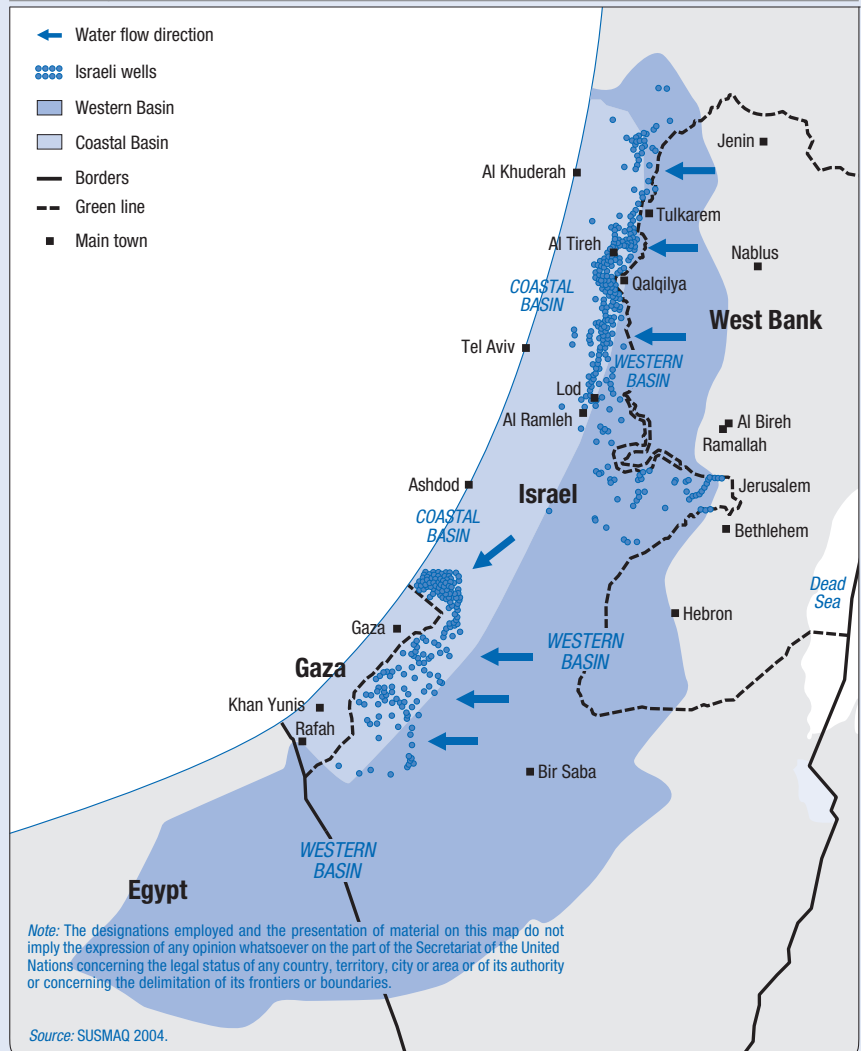 Water flow direction
Israeli wells
Western Basin
Coastal Basin
Borders
Green line
Main town
Jenin
Al Khuderah
Tulkarem
Al Tireh
Nablus
COASTAL
BASIN
Qalqilya
West Bank
Tel Aviv
WESTERN
BASIN
Lod
Al Ramleh
Al Bireh
Ramallah
Ashdod
Israel
Jerusalem
COASTAL
BASIN
Bethlehem
Dead
Sea
Gaza
Hebron
WESTERN
BASIN
Gaza
Khan Yunis
Rafah
Bir Saba
WESTERN
BASIN
Egypt
Note: The designations employed and the presentation of material on this map do not
imply the expression of any opinion whatsoever on the part of the Secretariat of the United
Nations concerning the legal status of any country, territory, city or area or of its authority
or concerning the delimitation of its frontiers or boundaries.
Source: SUSMAQ 2004.